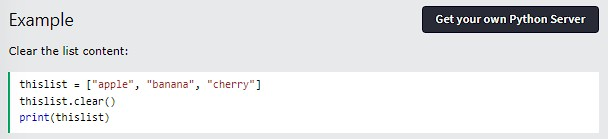 Example
Get your own Python Server
Clear the list content:
thislist = ["apple", "banana", "cherry"]
thislist.clear()
print(thislist)